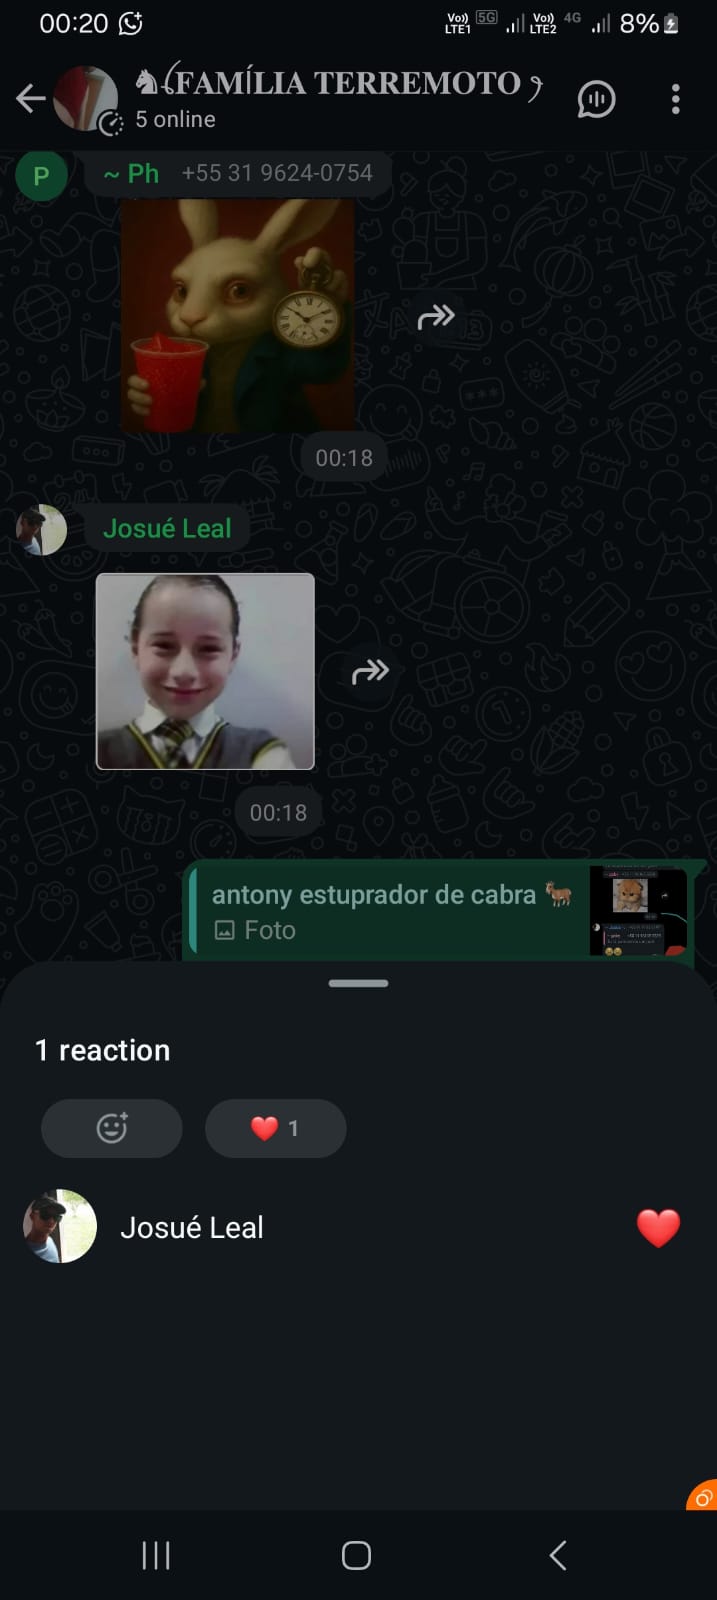 00:20
Vo)) LTE1 5G Vo)) LTE2 4G 8%
FAMÍLIA TERREMOTO
5 online
P
~ Ph +55 31 9624-0754
00:18
Josué Leal
00:18
antony estuprador de cabra 🐐
Foto
1 reaction
❤️ 1
Josué Leal ❤️